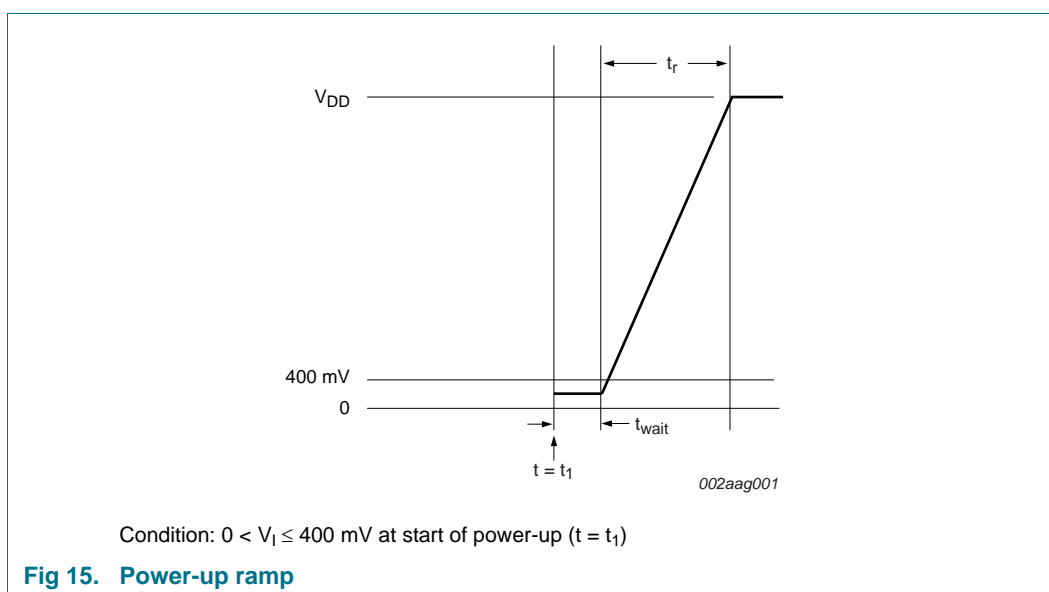 t_r
V_DD
400 mV
0
t_wait
t = t_1
002aag001
Condition: 0 < V_I ≤ 400 mV at start of power-up (t = t_1)
Fig 15. Power-up ramp